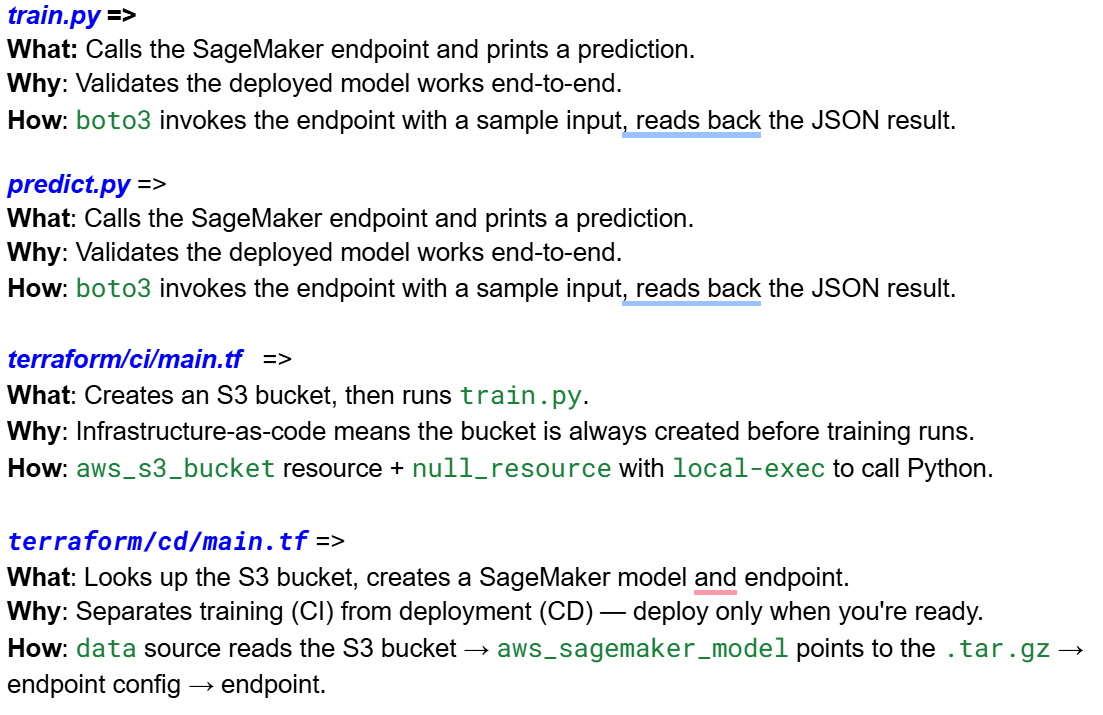 train.py =>
What: Calls the SageMaker endpoint and prints a prediction.
Why: Validates the deployed model works end-to-end.
How: boto3 invokes the endpoint with a sample input, reads back the JSON result.
predict.py =>
What: Calls the SageMaker endpoint and prints a prediction.
Why: Validates the deployed model works end-to-end.
How: boto3 invokes the endpoint with a sample input, reads back the JSON result.
terraform/ci/main.tf =>
What: Creates an S3 bucket, then runs train.py.
Why: Infrastructure-as-code means the bucket is always created before training runs.
How: aws_s3_bucket resource + null_resource with local-exec to call Python.
terraform/cd/main.tf =>
What: Looks up the S3 bucket, creates a SageMaker model and endpoint.
Why: Separates training (CI) from deployment (CD) — deploy only when you're ready.
How: data source reads the S3 bucket → aws_sagemaker_model points to the .tar.gz →
endpoint config → endpoint.